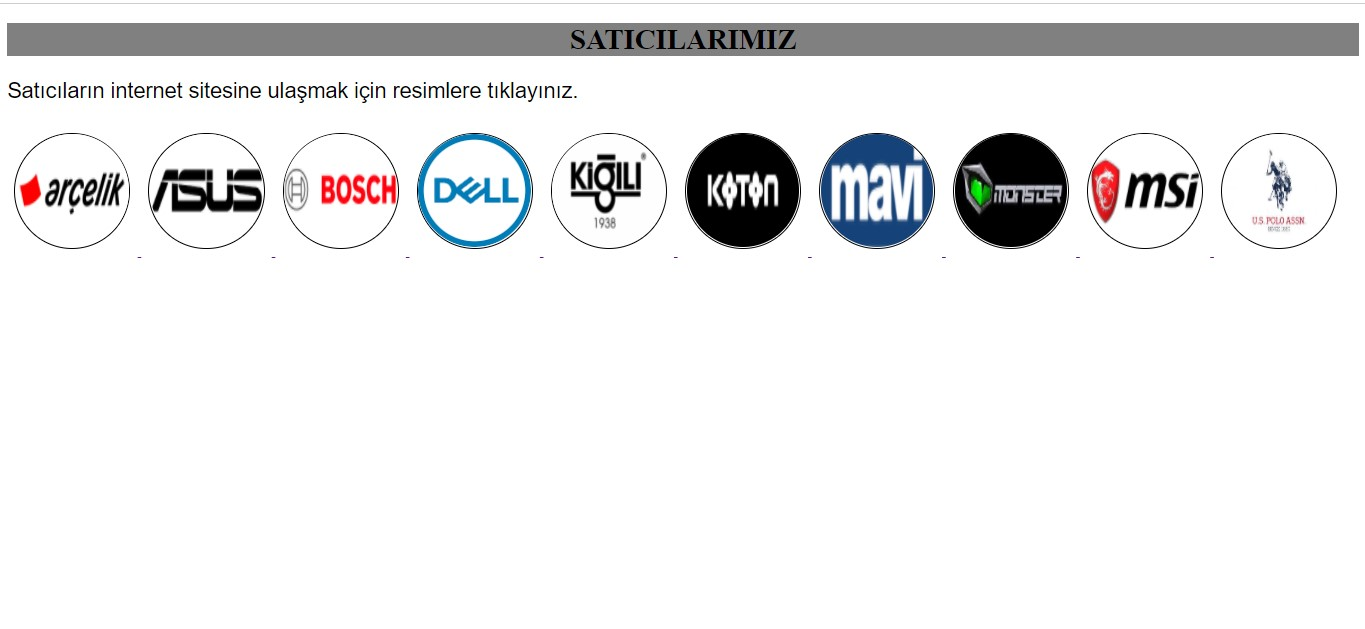 SATICILARIMIZ
Satıcıların internet sitesine ulaşmak için resimlere tıklayınız.
arçelik ASUS BOSCH DELL KiğILI KOTON mavi MONSTER msi U.S. POLO ASSN.
1938